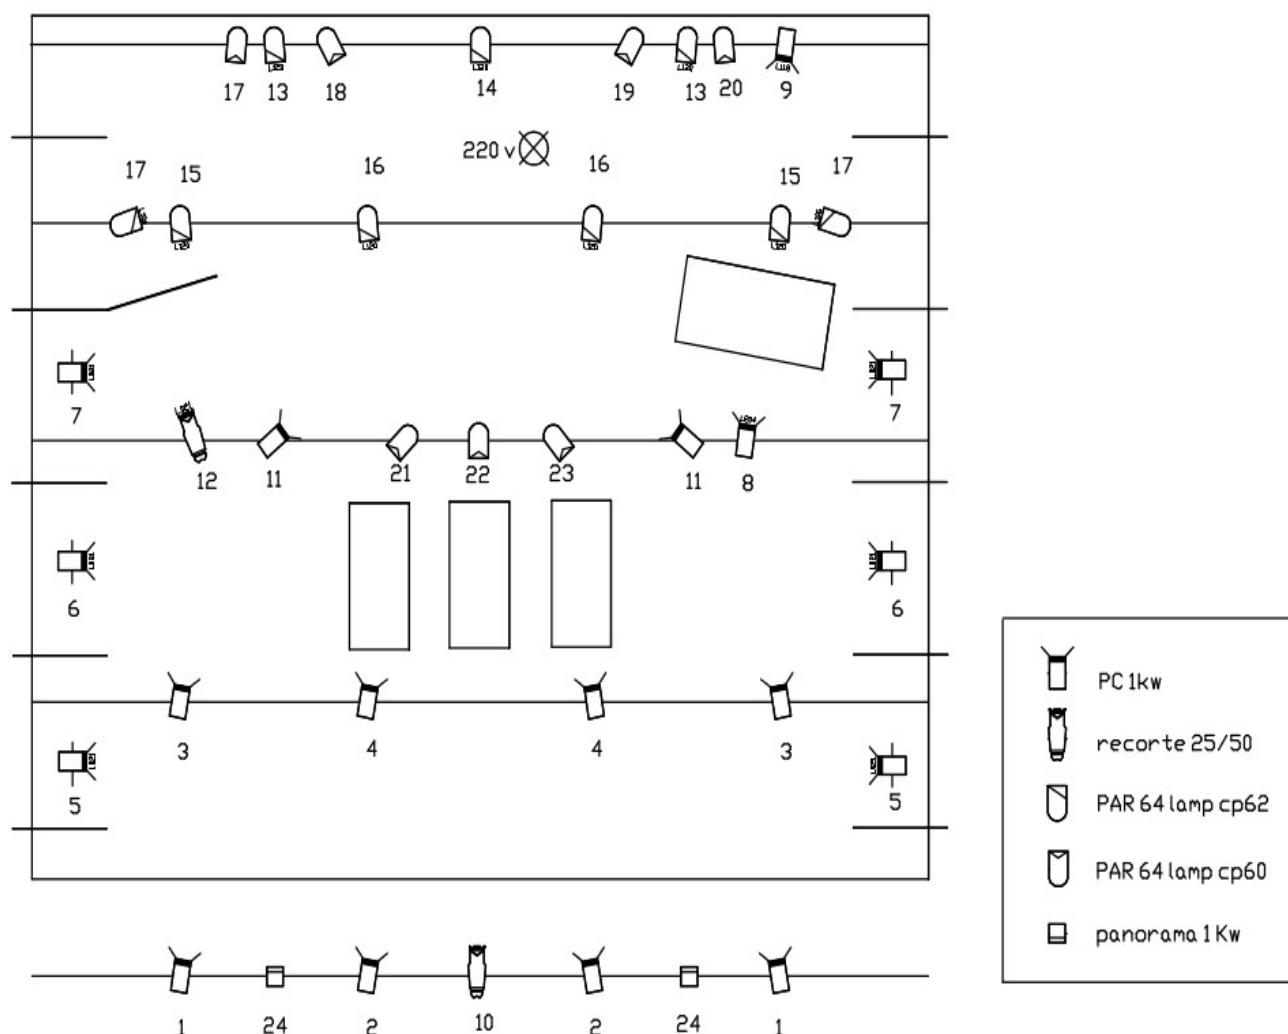 17 13 18 14 19 13 20 9
220 v
17 15 16 16 15 17
7 7
12 11 21 22 23 11 8
6 6
3 4 4 3
5 5
1 24 2 10 2 24 1
PC 1kw
recorte 25/50
PAR 64 lamp cp62
PAR 64 lamp cp60
panorama 1 Kw